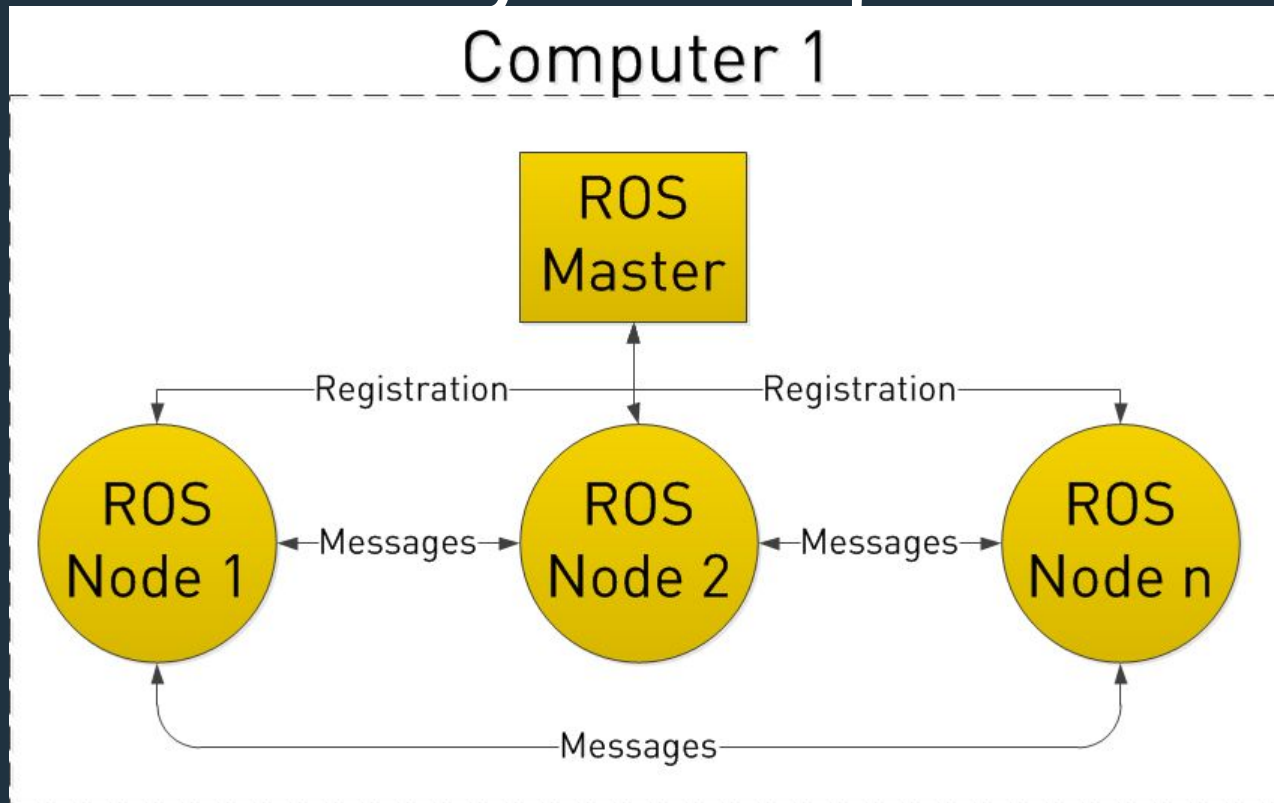 Computer 1
ROS
Master
Registration
Registration
ROS
Node 1
Messages
ROS
Node 2
Messages
ROS
Node n
Messages